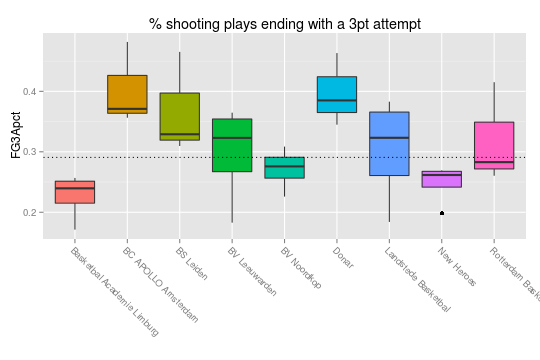 % shooting plays ending with a 3pt attempt
FG3Apct
0.4
0.3
0.2
Basketbal Academie Limburg
BC APOLLO Amsterdam
BS Leiden
BV Leeuwarden
BV Noordkop
Donar
Landstede Basketbal
New Heroes
Rotterdam Bask